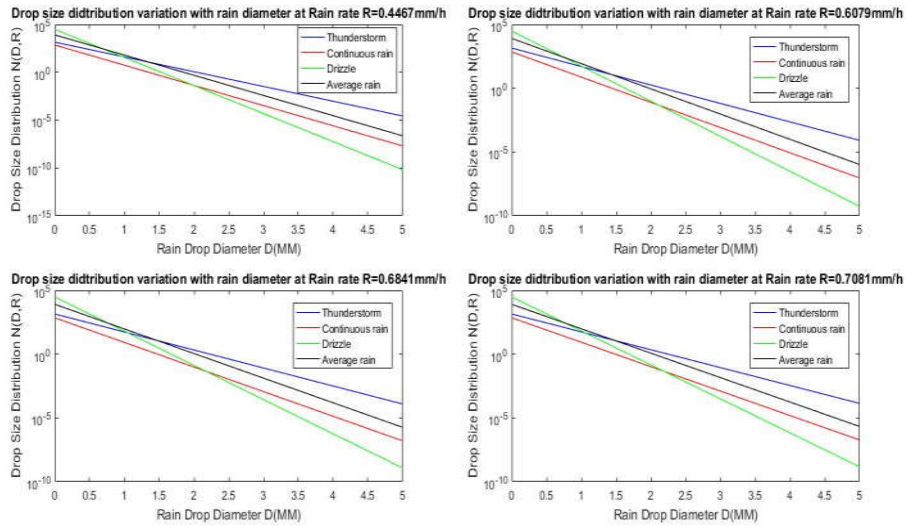 Drop size didtribution variation with rain diameter at Rain rate R=0.4467mm/h
Drop Size Distribution N(D,R)
10^5
10^0
10^-5
10^-10
10^-15
Thunderstorm
Continuous rain
Drizzle
Average rain
0 0.5 1 1.5 2 2.5 3 3.5 4 4.5 5
Rain Drop Diameter D(MM)
Drop size didtribution variation with rain diameter at Rain rate R=0.6079mm/h
Drop Size Distribution N(D,R)
10^5
10^0
10^-5
10^-10
Thunderstorm
Continuous rain
Drizzle
Average rain
0 0.5 1 1.5 2 2.5 3 3.5 4 4.5 5
Rain Drop Diameter D(MM)
Drop size didtribution variation with rain diameter at Rain rate R=0.6841mm/h
Drop Size Distribution N(D,R)
10^5
10^0
10^-5
10^-10
Thunderstorm
Continuous rain
Drizzle
Average rain
0 0.5 1 1.5 2 2.5 3 3.5 4 4.5 5
Rain Drop Diameter D(MM)
Drop size didtribution variation with rain diameter at Rain rate R=0.7081mm/h
Drop Size Distribution N(D,R)
10^5
10^0
10^-5
10^-10
Thunderstorm
Continuous rain
Drizzle
Average rain
0 0.5 1 1.5 2 2.5 3 3.5 4 4.5 5
Rain Drop Diameter D(MM)